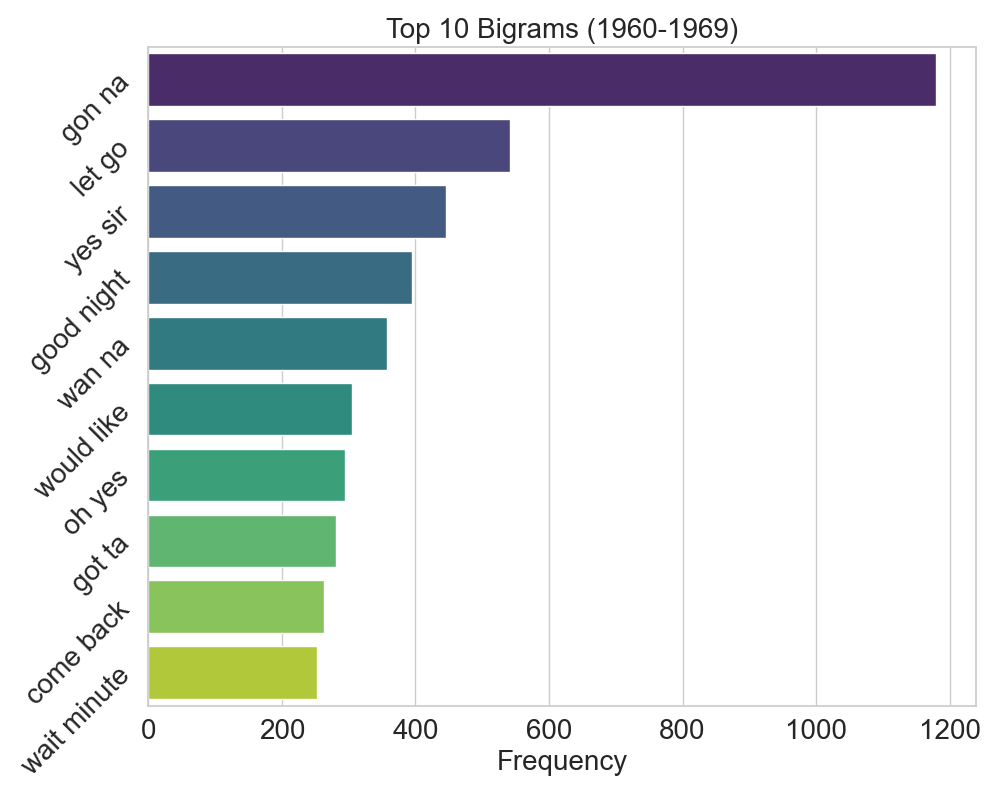 Top 10 Bigrams (1960-1969)
gon na
let go
yes sir
good night
wan na
would like
oh yes
got ta
come back
wait minute
0 200 400 600 800 1000 1200
Frequency